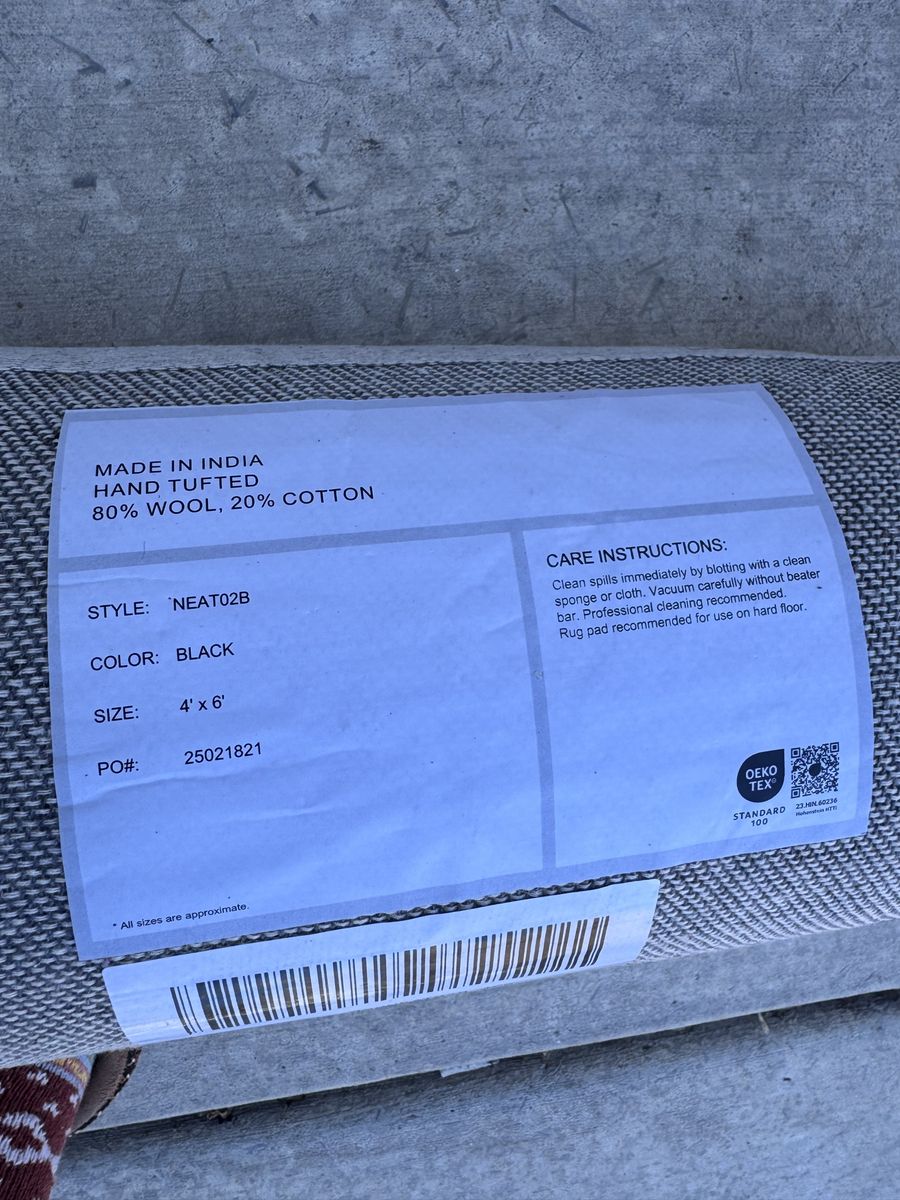 MADE IN INDIA
HAND TUFTED
80% WOOL, 20% COTTON
STYLE: NEAT02B
COLOR: BLACK
SIZE: 4' x 6'
PO#: 25021821
* All sizes are approximate.
CARE INSTRUCTIONS:
Clean spills immediately by blotting with a clean
sponge or cloth. Vacuum carefully without beater
bar. Professional cleaning recommended.
Rug pad recommended for use on hard floor.
OEKO
TEX®
STANDARD
100
23.HIN.60236
Hohenstein HTTI